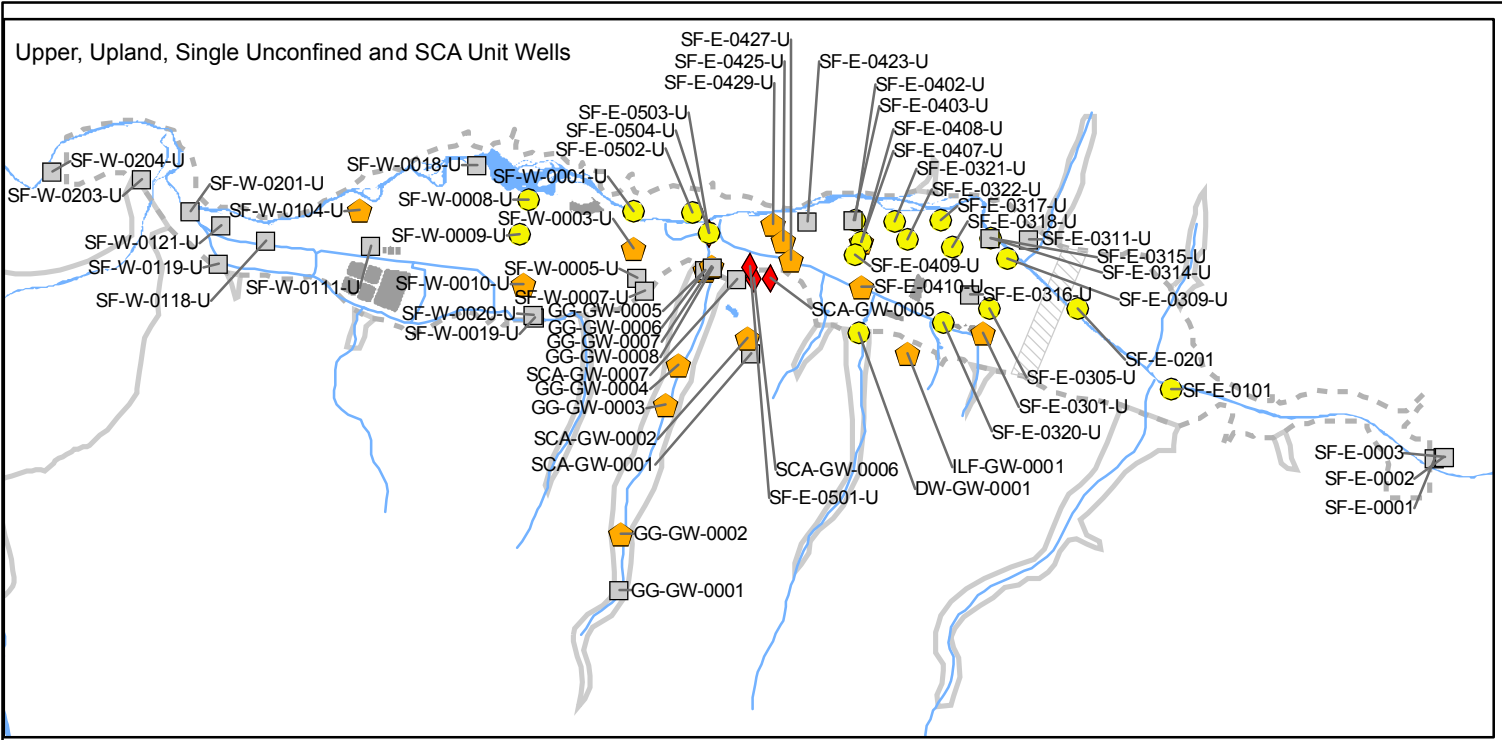 Upper, Upland, Single Unconfined and SCA Unit Wells
SF-E-0427-U
SF-E-0425-U
SF-E-0429-U
SF-E-0423-U
SF-E-0402-U
SF-E-0403-U
SF-E-0408-U
SF-E-0407-U
SF-E-0321-U
SF-E-0322-U
SF-E-0317-U
SF-E-0318-U
SF-E-0311-U
SF-E-0315-U
SF-E-0314-U
SF-E-0309-U
SF-E-0503-U
SF-E-0504-U
SF-E-0502-U
SF-W-0204-U
SF-W-0203-U
SF-W-0201-U
SF-W-0018-U
SF-W-0001-U
SF-W-0008-U
SF-W-0104-U
SF-W-0003-U
SF-W-0009-U
SF-W-0121-U
SF-W-0119-U
SF-W-0118-U
SF-W-0111-U
SF-W-0010-U
SF-W-0005-U
SF-W-0007-U
SF-W-0020-U
SF-W-0019-U
GG-GW-0005
GG-GW-0006
GG-GW-0007
GG-GW-0008
SCA-GW-0007
GG-GW-0004
GG-GW-0003
SCA-GW-0002
SCA-GW-0001
SF-E-0409-U
SF-E-0410-U
SF-E-0316-U
SCA-GW-0005
SF-E-0201
SF-E-0305-U
SF-E-0101
SF-E-0301-U
SF-E-0320-U
ILF-GW-0001
DW-GW-0001
SCA-GW-0006
SF-E-0501-U
SF-E-0003
SF-E-0002
SF-E-0001
GG-GW-0002
GG-GW-0001